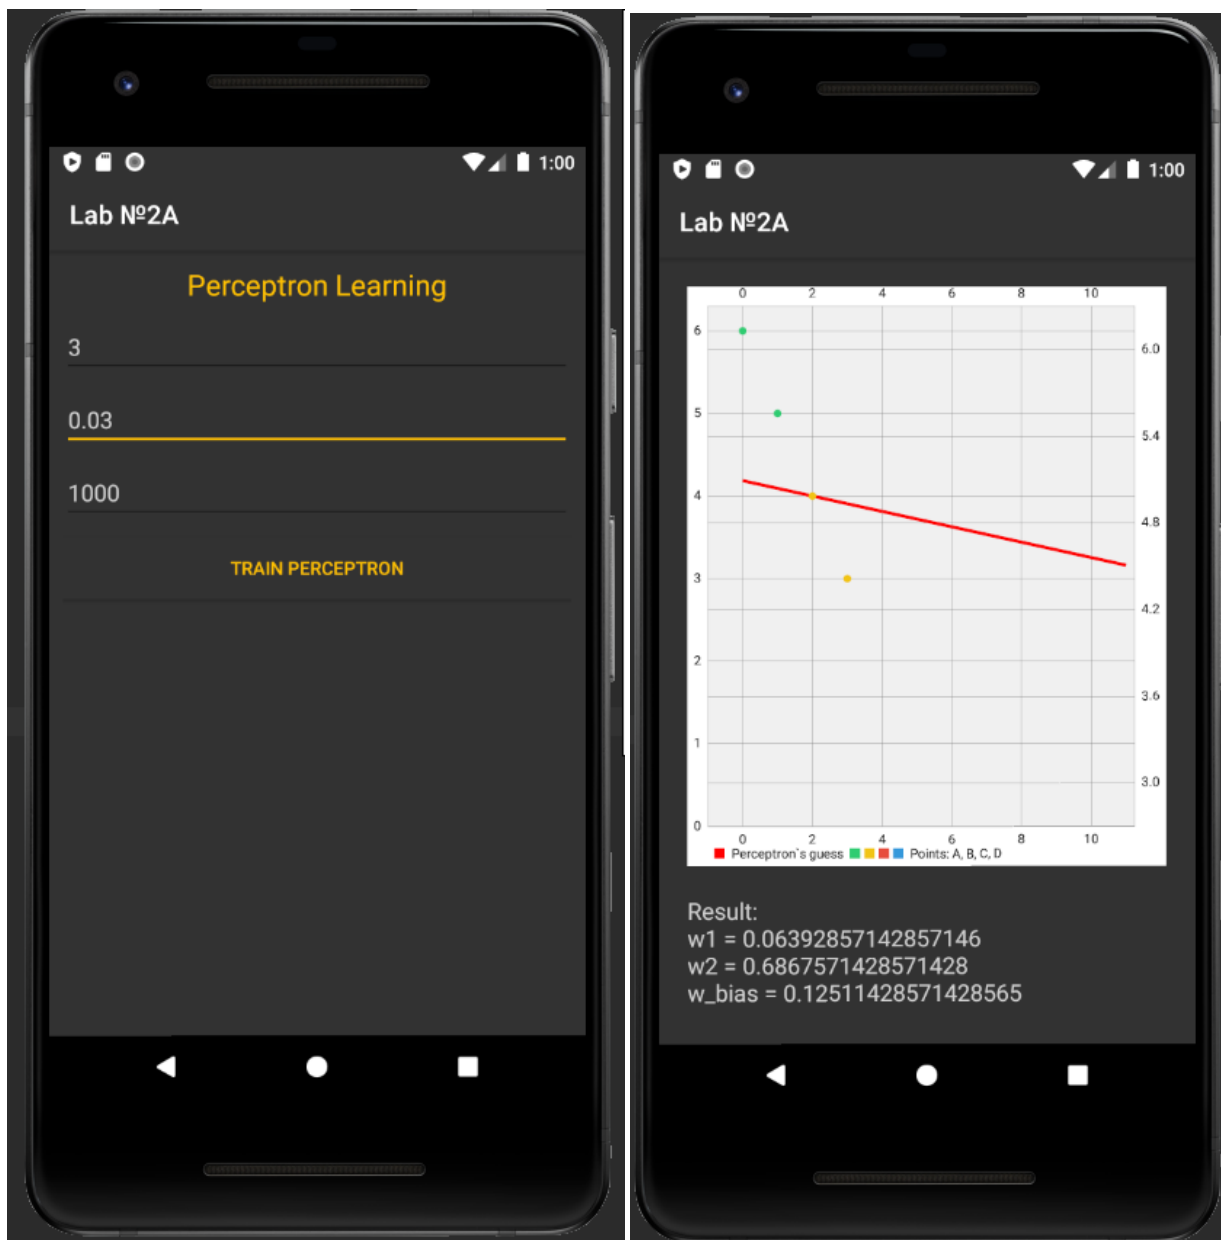 1:00
Lab №2A
Perceptron Learning
3
0.03
1000
TRAIN PERCEPTRON
1:00
Lab №2A
0 2 4 6 8 10
6
6.0
5
5.4
4
4.8
3
4.2
2
3.6
1
3.0
0
0 2 4 6 8 10
Perceptron`s guess Points: A, B, C, D
Result:
w1 = 0.06392857142857146
w2 = 0.6867571428571428
w_bias = 0.12511428571428565